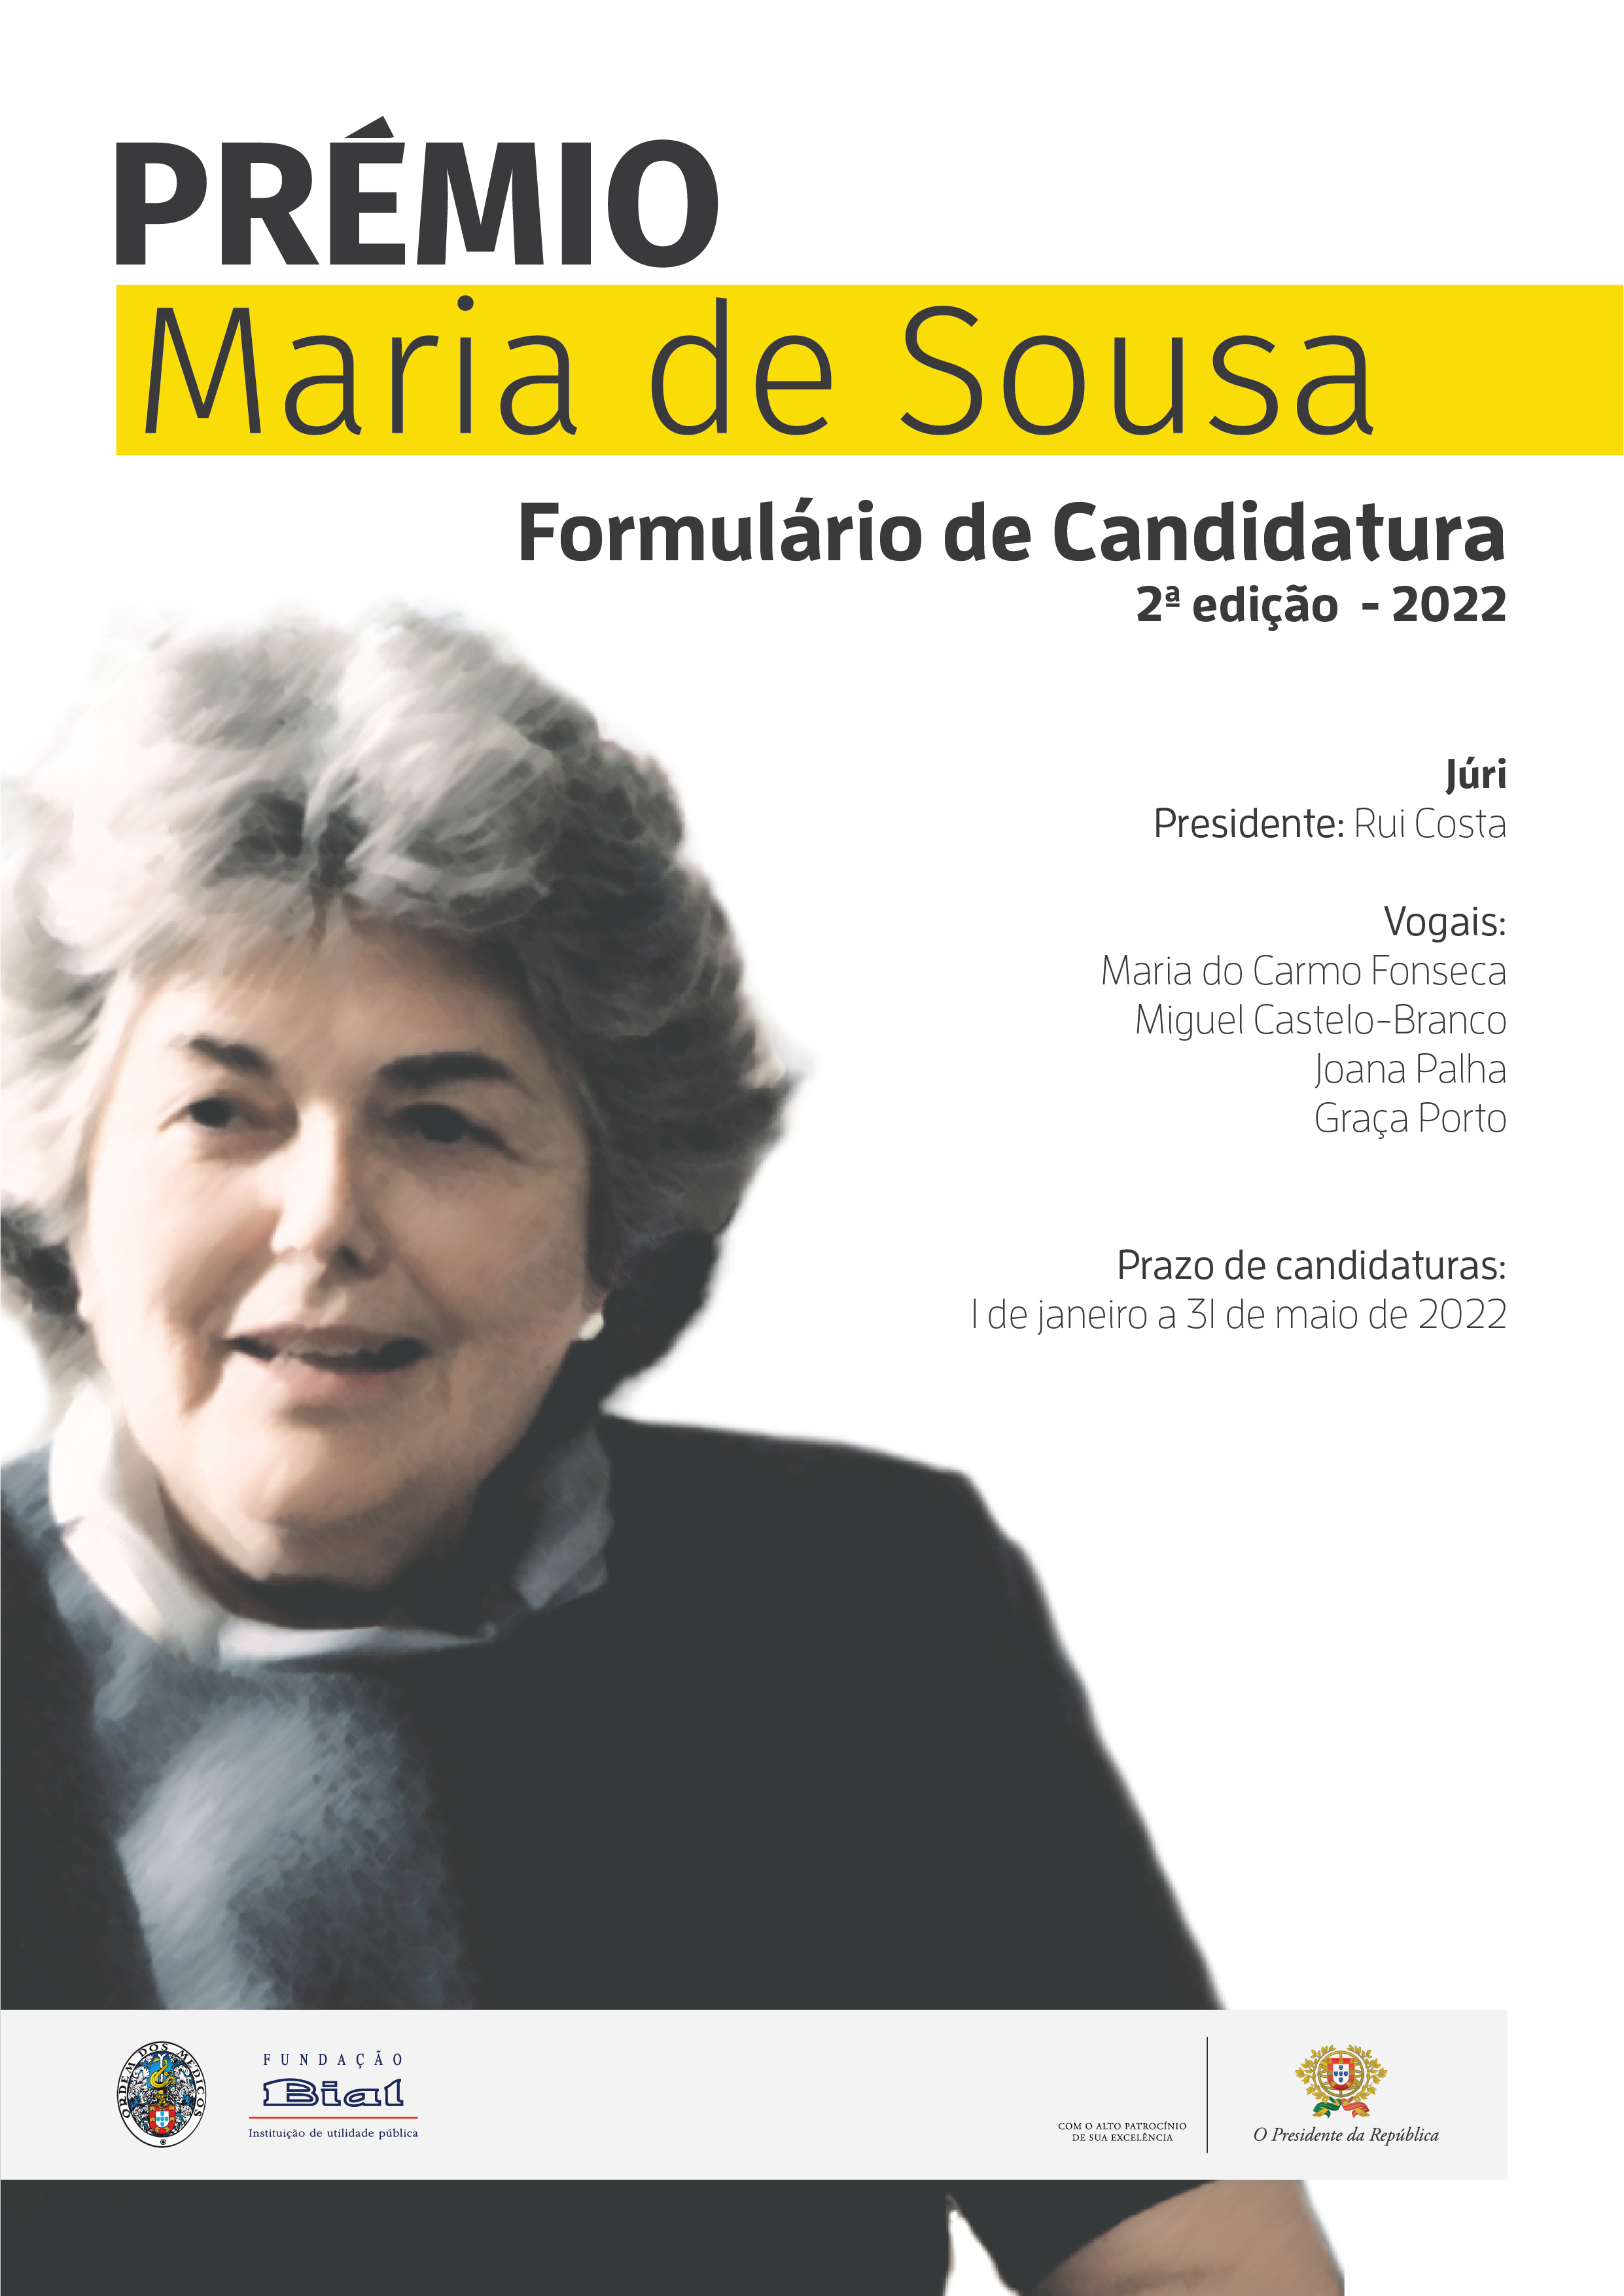 PRÉMIO
Maria de Sousa
Formulário de Candidatura
2ª edição - 2022
Júri
Presidente: Rui Costa
Vogais:
Maria do Carmo Fonseca
Miguel Castelo-Branco
Joana Palha
Graça Porto
Prazo de candidaturas:
1 de janeiro a 31 de maio de 2022
ORDEM DOS MEDICOS
FUNDAÇÃO
Bial
Instituição de utilidade pública
COM O ALTO PATROCÍNIO
DE SUA EXCELÊNCIA
O Presidente da República